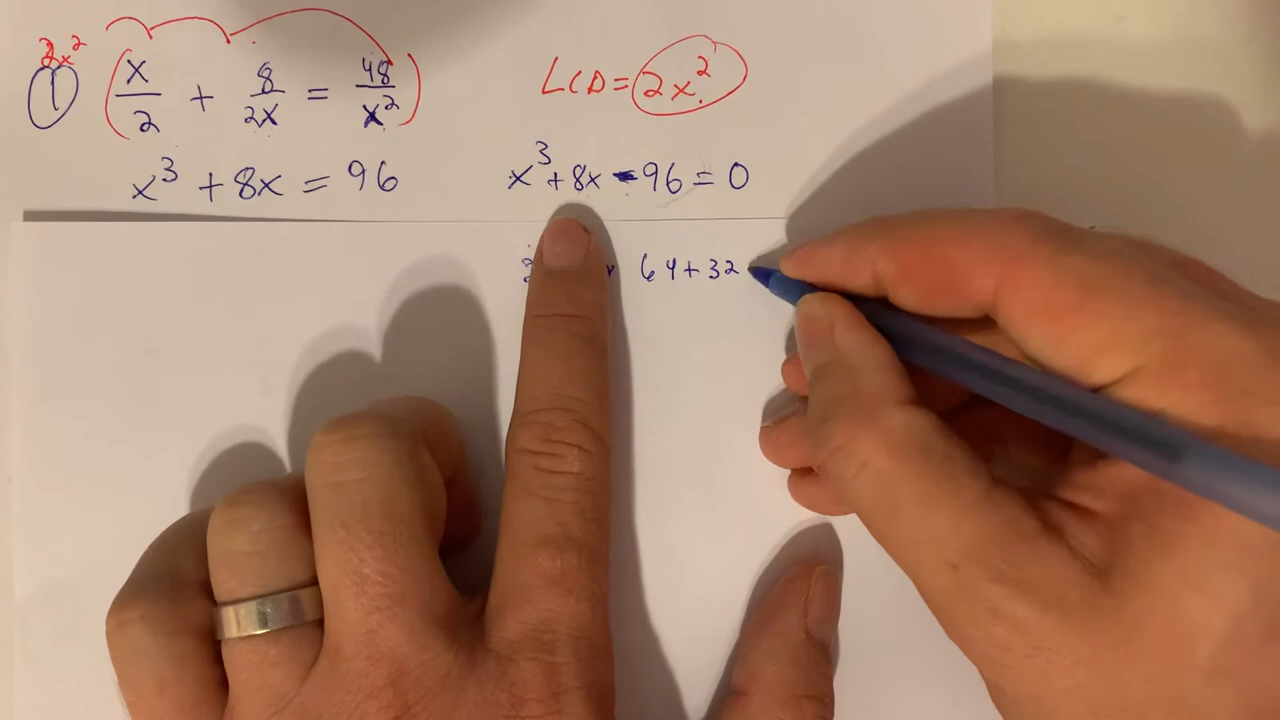 2x²
① (x/2 + 8/2x = 48/x²) LCD = 2x²
x³ + 8x = 96 x³ + 8x - 96 = 0
64 + 32